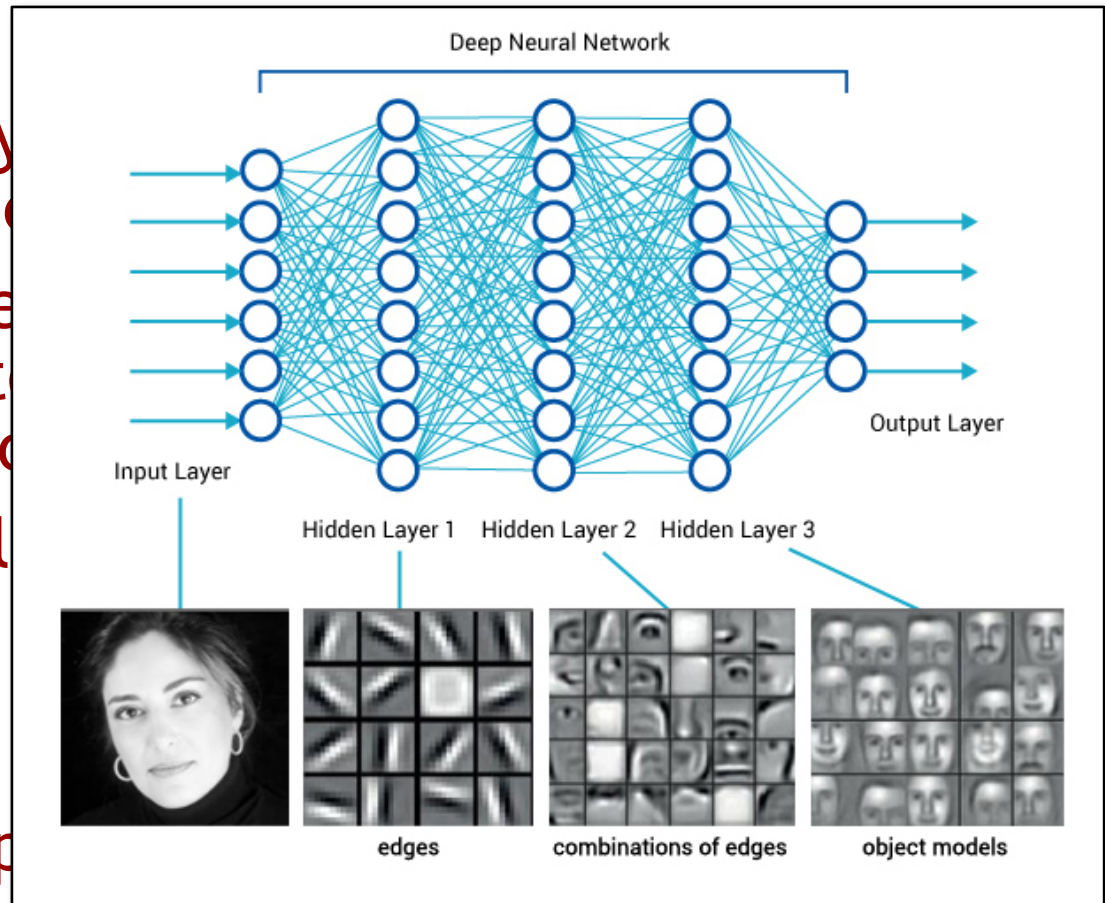 Deep Neural Network
Output Layer
Input Layer
Hidden Layer 1 Hidden Layer 2 Hidden Layer 3
edges combinations of edges object models